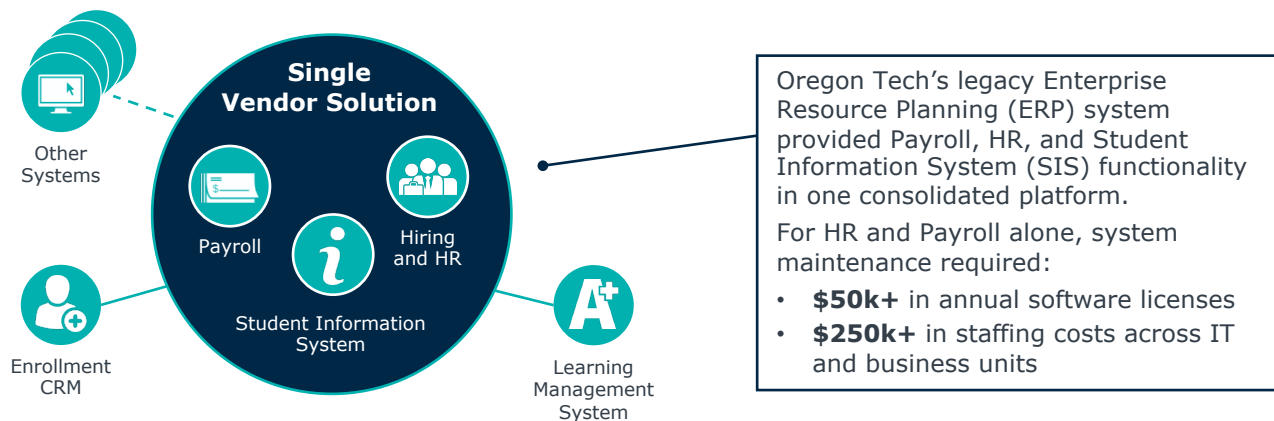 Single
Vendor Solution
Other
Systems
$
Payroll
Hiring
and HR
Student Information
System
Enrollment
CRM
A+
Learning
Management
System
Oregon Tech’s legacy Enterprise
Resource Planning (ERP) system
provided Payroll, HR, and Student
Information System (SIS) functionality
in one consolidated platform.
For HR and Payroll alone, system
maintenance required:
• $50k+ in annual software licenses
• $250k+ in staffing costs across IT
and business units